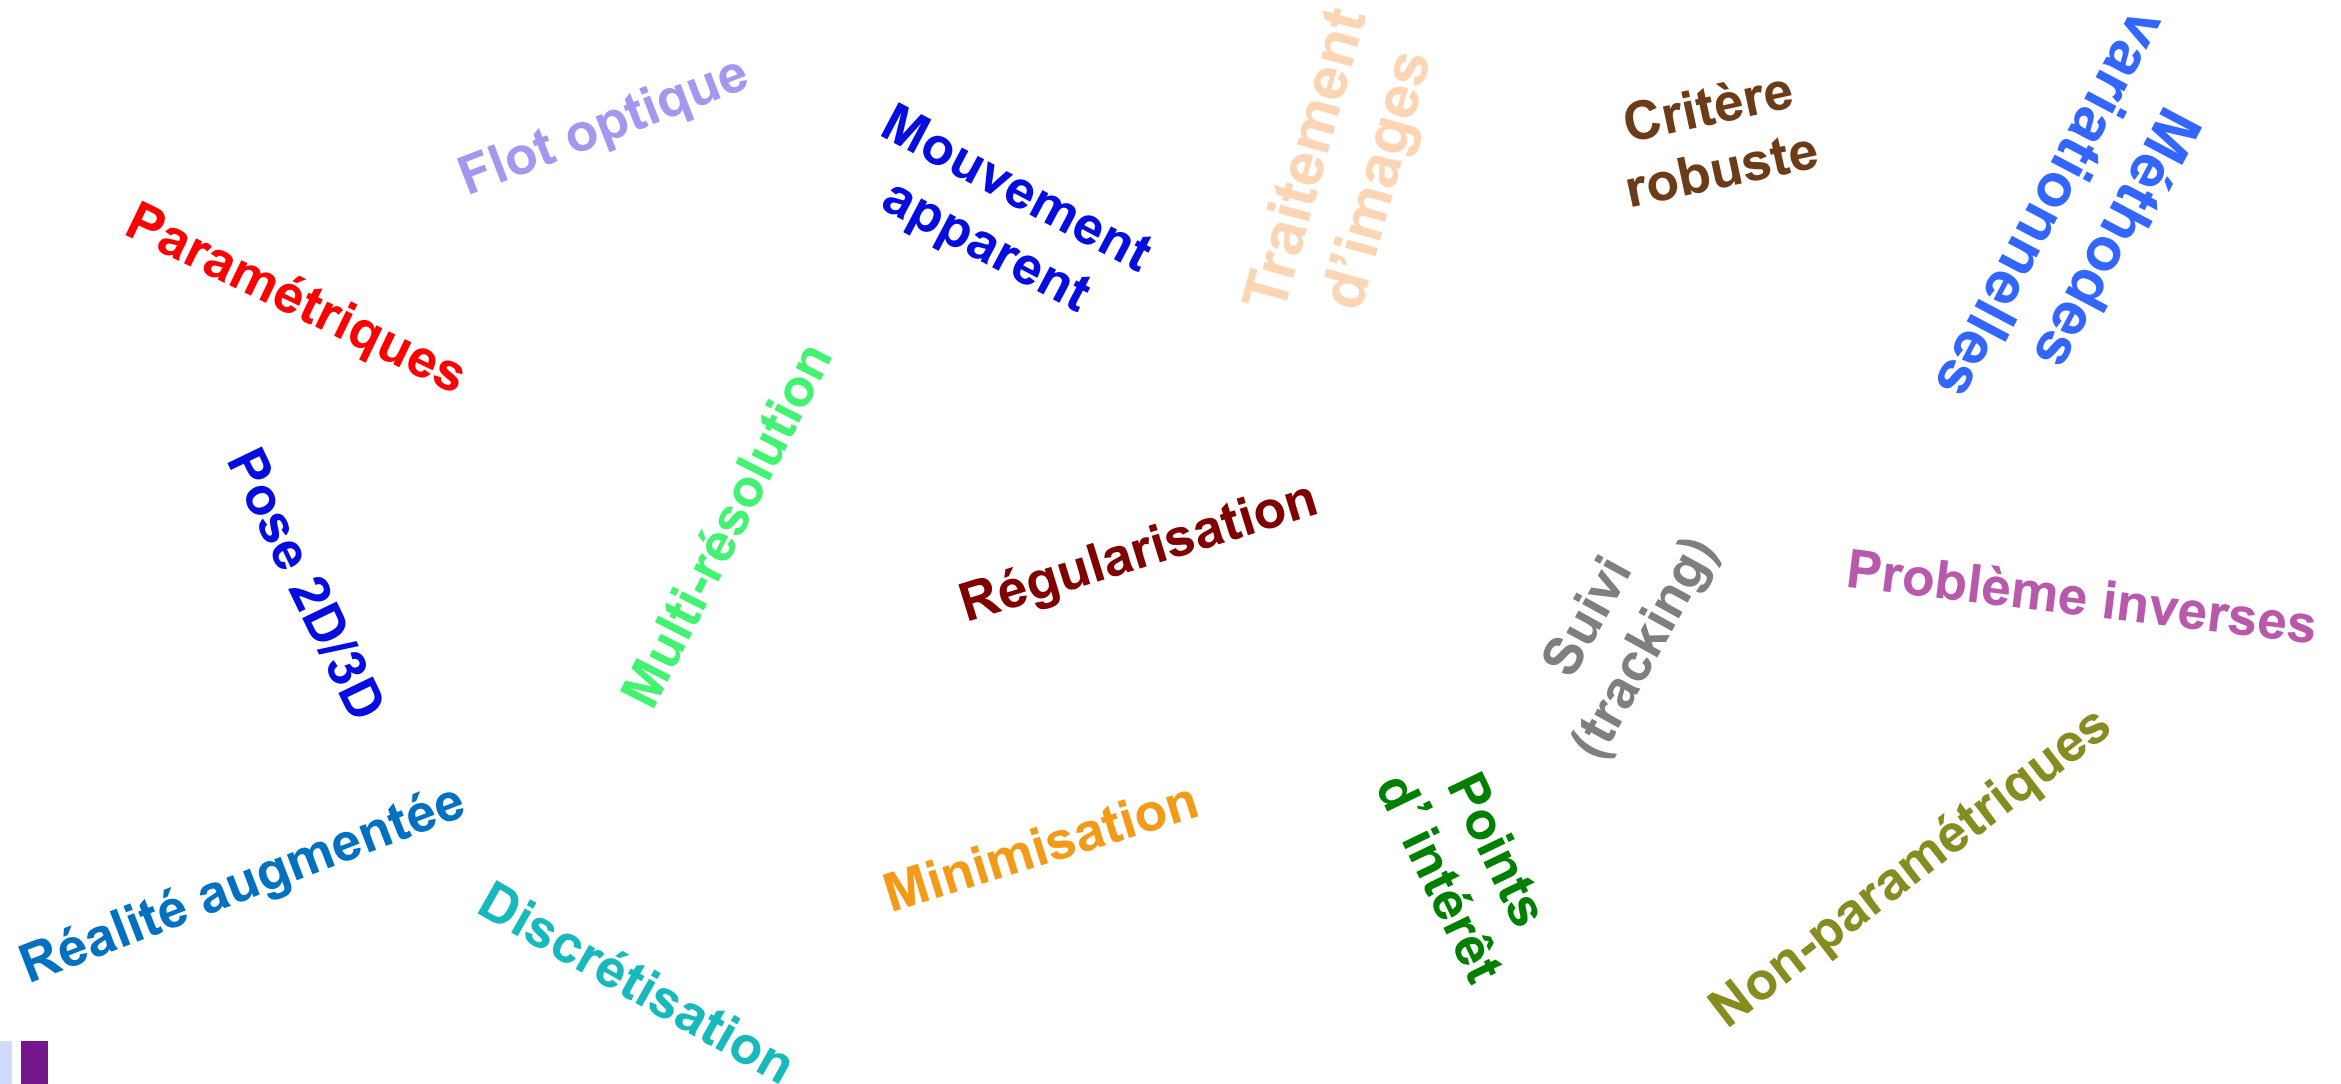 Flot optique
Mouvement
apparent
Traitement
d’images
Critère
robuste
Méthodes
variationnelles
Paramétriques
Pose 2D/3D
Multi-résolution
Régularisation
Suivi
(tracking)
Problème inverses
Réalité augmentée
Discrétisation
Minimisation
Points
d’ intérêt
Non-paramétriques